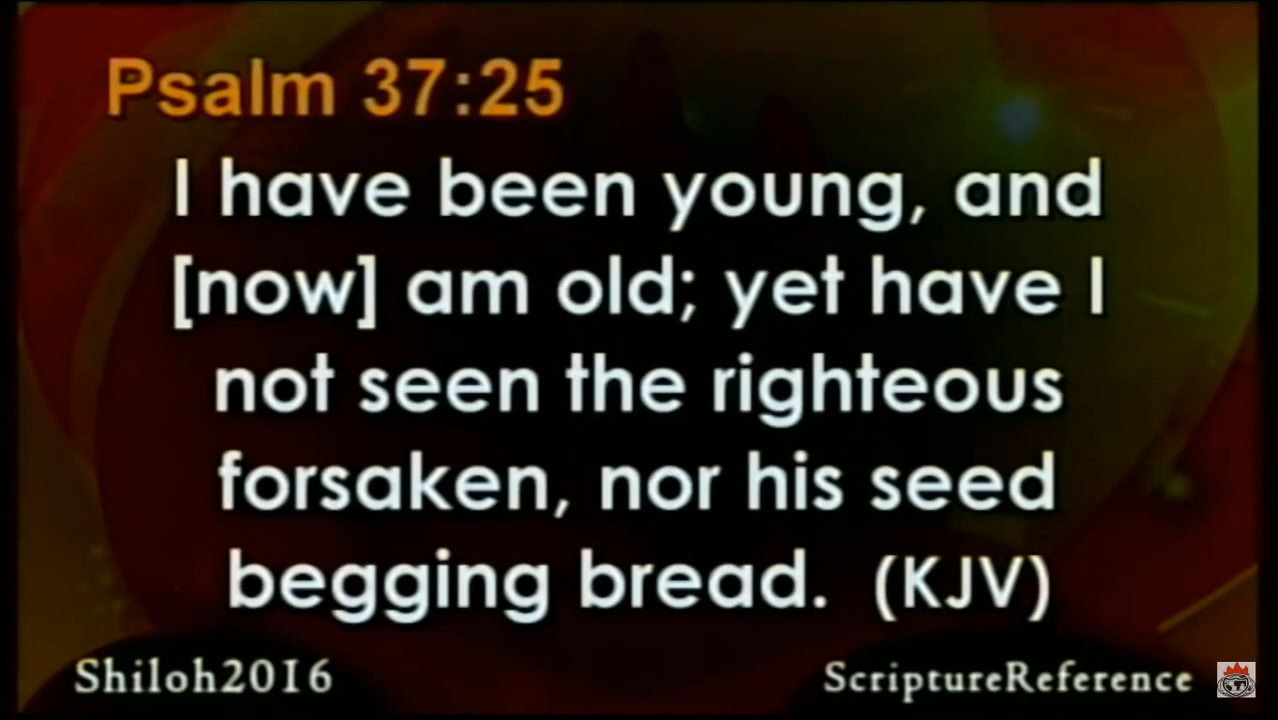 Psalm 37:25
I have been young, and
[now] am old; yet have I
not seen the righteous
forsaken, nor his seed
begging bread. (KJV)
Shiloh2016
ScriptureReference